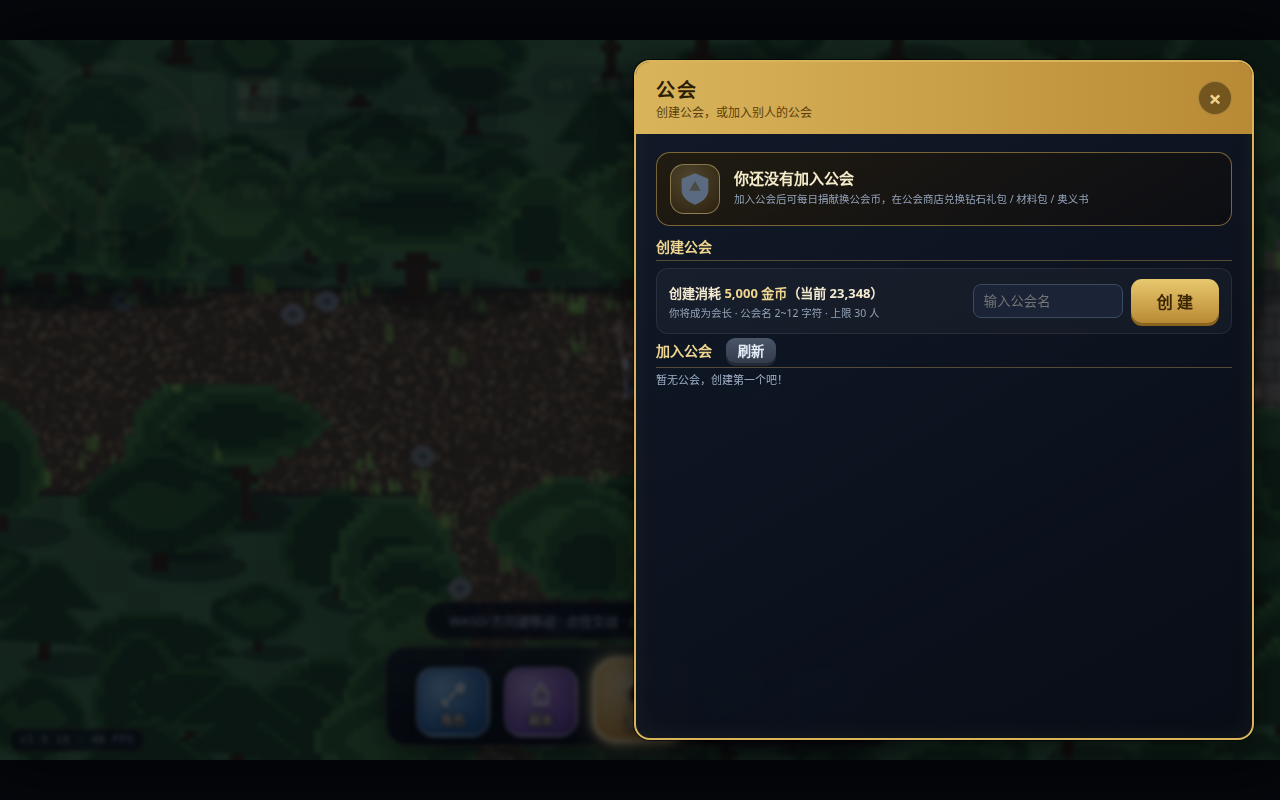 公会
创建公会，或加入别人的公会
×
你还没有加入公会
加入公会后可每日捐献换公会币，在公会商店兑换钻石礼包 / 材料包 / 奥义书
创建公会
创建消耗 5,000 金币（当前 23,348）
你将成为会长 · 公会名 2~12 字符 · 上限 30 人
输入公会名
创 建
加入公会
刷新
暂无公会，创建第一个吧！